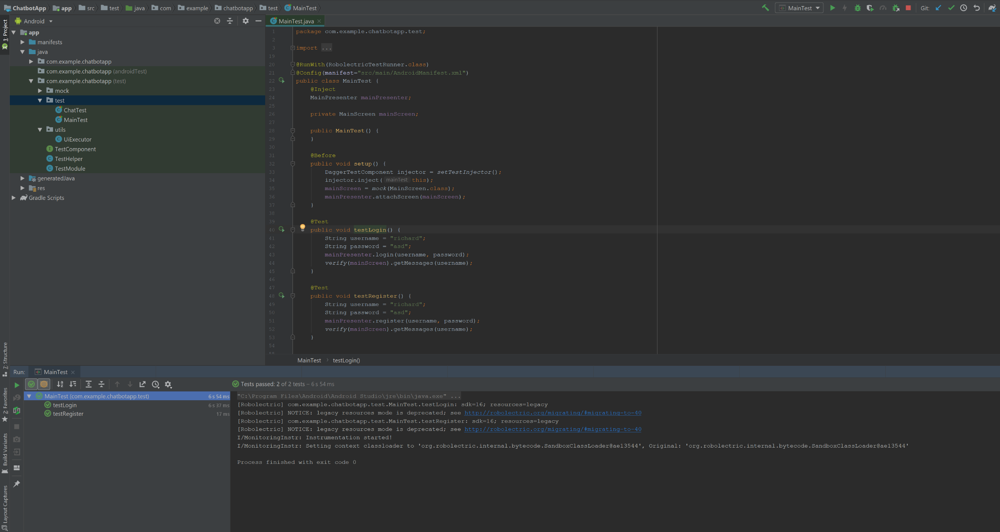 ChatbotApp app src test java com example chatbotapp test MainTest
MainTest Git:
1: Project
Android
app
manifests
java
com.example.chatbotapp
com.example.chatbotapp (androidTest)
com.example.chatbotapp (test)
mock
test
ChatTest
MainTest
utils
UiExecutor
TestComponent
TestHelper
TestModule
generatedJava
res
Gradle Scripts
MainTest.java
1 package com.example.chatbotapp.test;
2
3 import ...
19
20 @RunWith(RobolectricTestRunner.class)
21 @Config(manifest="src/main/AndroidManifest.xml")
22 public class MainTest {
23 @Inject
24 MainPresenter mainPresenter;
25
26 private MainScreen mainScreen;
27
28 public MainTest() {
29 }
30
31 @Before
32 public void setup() {
33 DaggerTestComponent injector = setTestInjector();
34 injector.inject( mainTest: this);
35 mainScreen = mock(MainScreen.class);
36 mainPresenter.attachScreen(mainScreen);
37 }
38
39 @Test
40 public void testLogin() {
41 String username = "richard";
42 String password = "asd";
43 mainPresenter.login(username, password);
44 verify(mainScreen).getMessages(username);
45 }
46
47 @Test
48 public void testRegister() {
49 String username = "richard";
50 String password = "asd";
51 mainPresenter.register(username, password);
52 verify(mainScreen).getMessages(username);
53 }
54
55
MainTest testLogin()
7: Structure
2: Favorites
Build Variants
Layout Captures
Run: MainTest
Tests passed: 2 of 2 tests – 6 s 54 ms
MainTest (com.example.chatbotapp.test) 6 s 54 ms
testLogin 6 s 37 ms
testRegister 17 ms
"C:\Program Files\Android\Android Studio\jre\bin\java.exe" ...
[Robolectric] com.example.chatbotapp.test.MainTest.testLogin: sdk=16; resources=legacy
[Robolectric] NOTICE: legacy resources mode is deprecated; see http://robolectric.org/migrating/#migrating-to-40
[Robolectric] com.example.chatbotapp.test.MainTest.testRegister: sdk=16; resources=legacy
[Robolectric] NOTICE: legacy resources mode is deprecated; see http://robolectric.org/migrating/#migrating-to-40
I/MonitoringInstr: Instrumentation started!
I/MonitoringInstr: Setting context classloader to 'org.robolectric.internal.bytecode.SandboxClassLoader@ae13544', Original: 'org.robolectric.internal.bytecode.SandboxClassLoader@ae13544'
Process finished with exit code 0